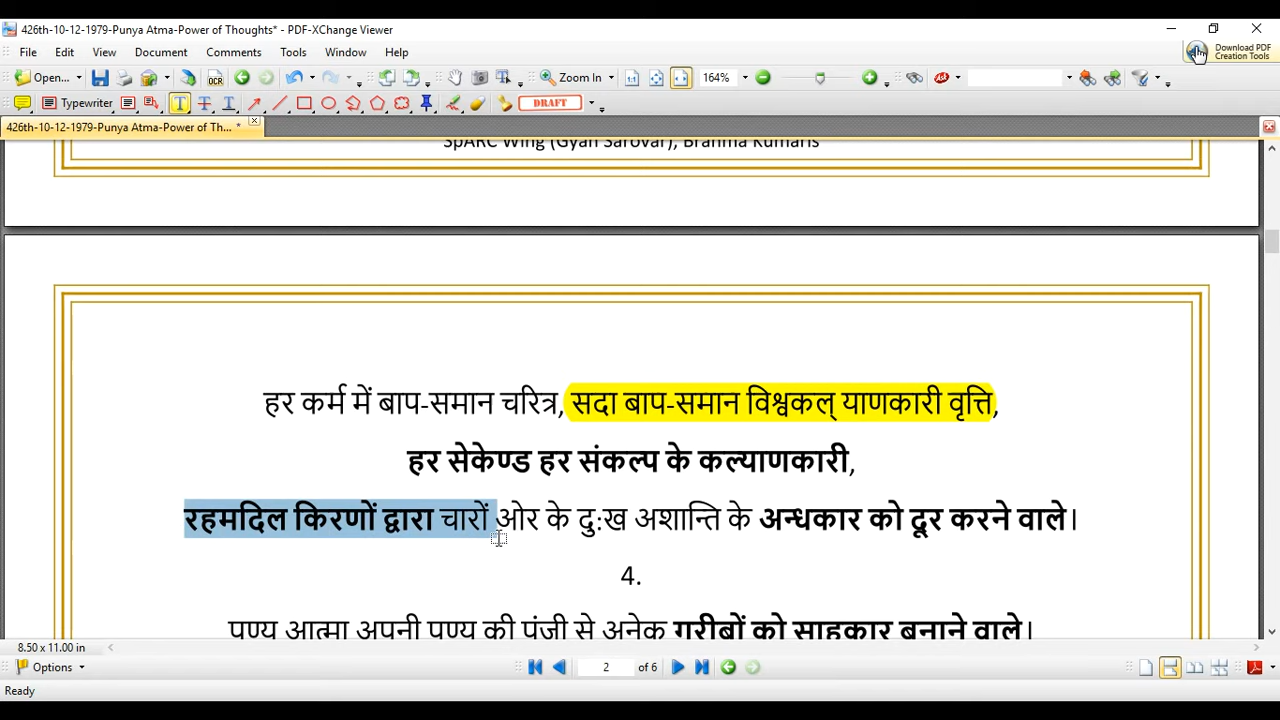 426th-10-12-1979-Punya Atma-Power of Thoughts* - PDF-XChange Viewer
File Edit View Document Comments Tools Window Help
Download PDF Creation Tools
Open... OCR Zoom In 164%
Typewriter DRAFT
426th-10-12-1979-Punya Atma-Power of Th... *
SpARC Wing (Gyan Sarovar), Brahma Kumaris
हर कर्म में बाप-समान चरित्र, सदा बाप-समान विश्वकल् याणकारी वृत्ति,
हर सेकेण्ड हर संकल्प के कल्याणकारी,
रहमदिल किरणों द्वारा चारों ओर के दु:ख अशान्ति के अन्धकार को दूर करने वाले।
4.
पुण्य आत्मा अपनी पुण्य की पूंजी से अनेक गरीबों को साहूकार बनाने वाले।
8.50 x 11.00 in
Options 2 of 6
Ready